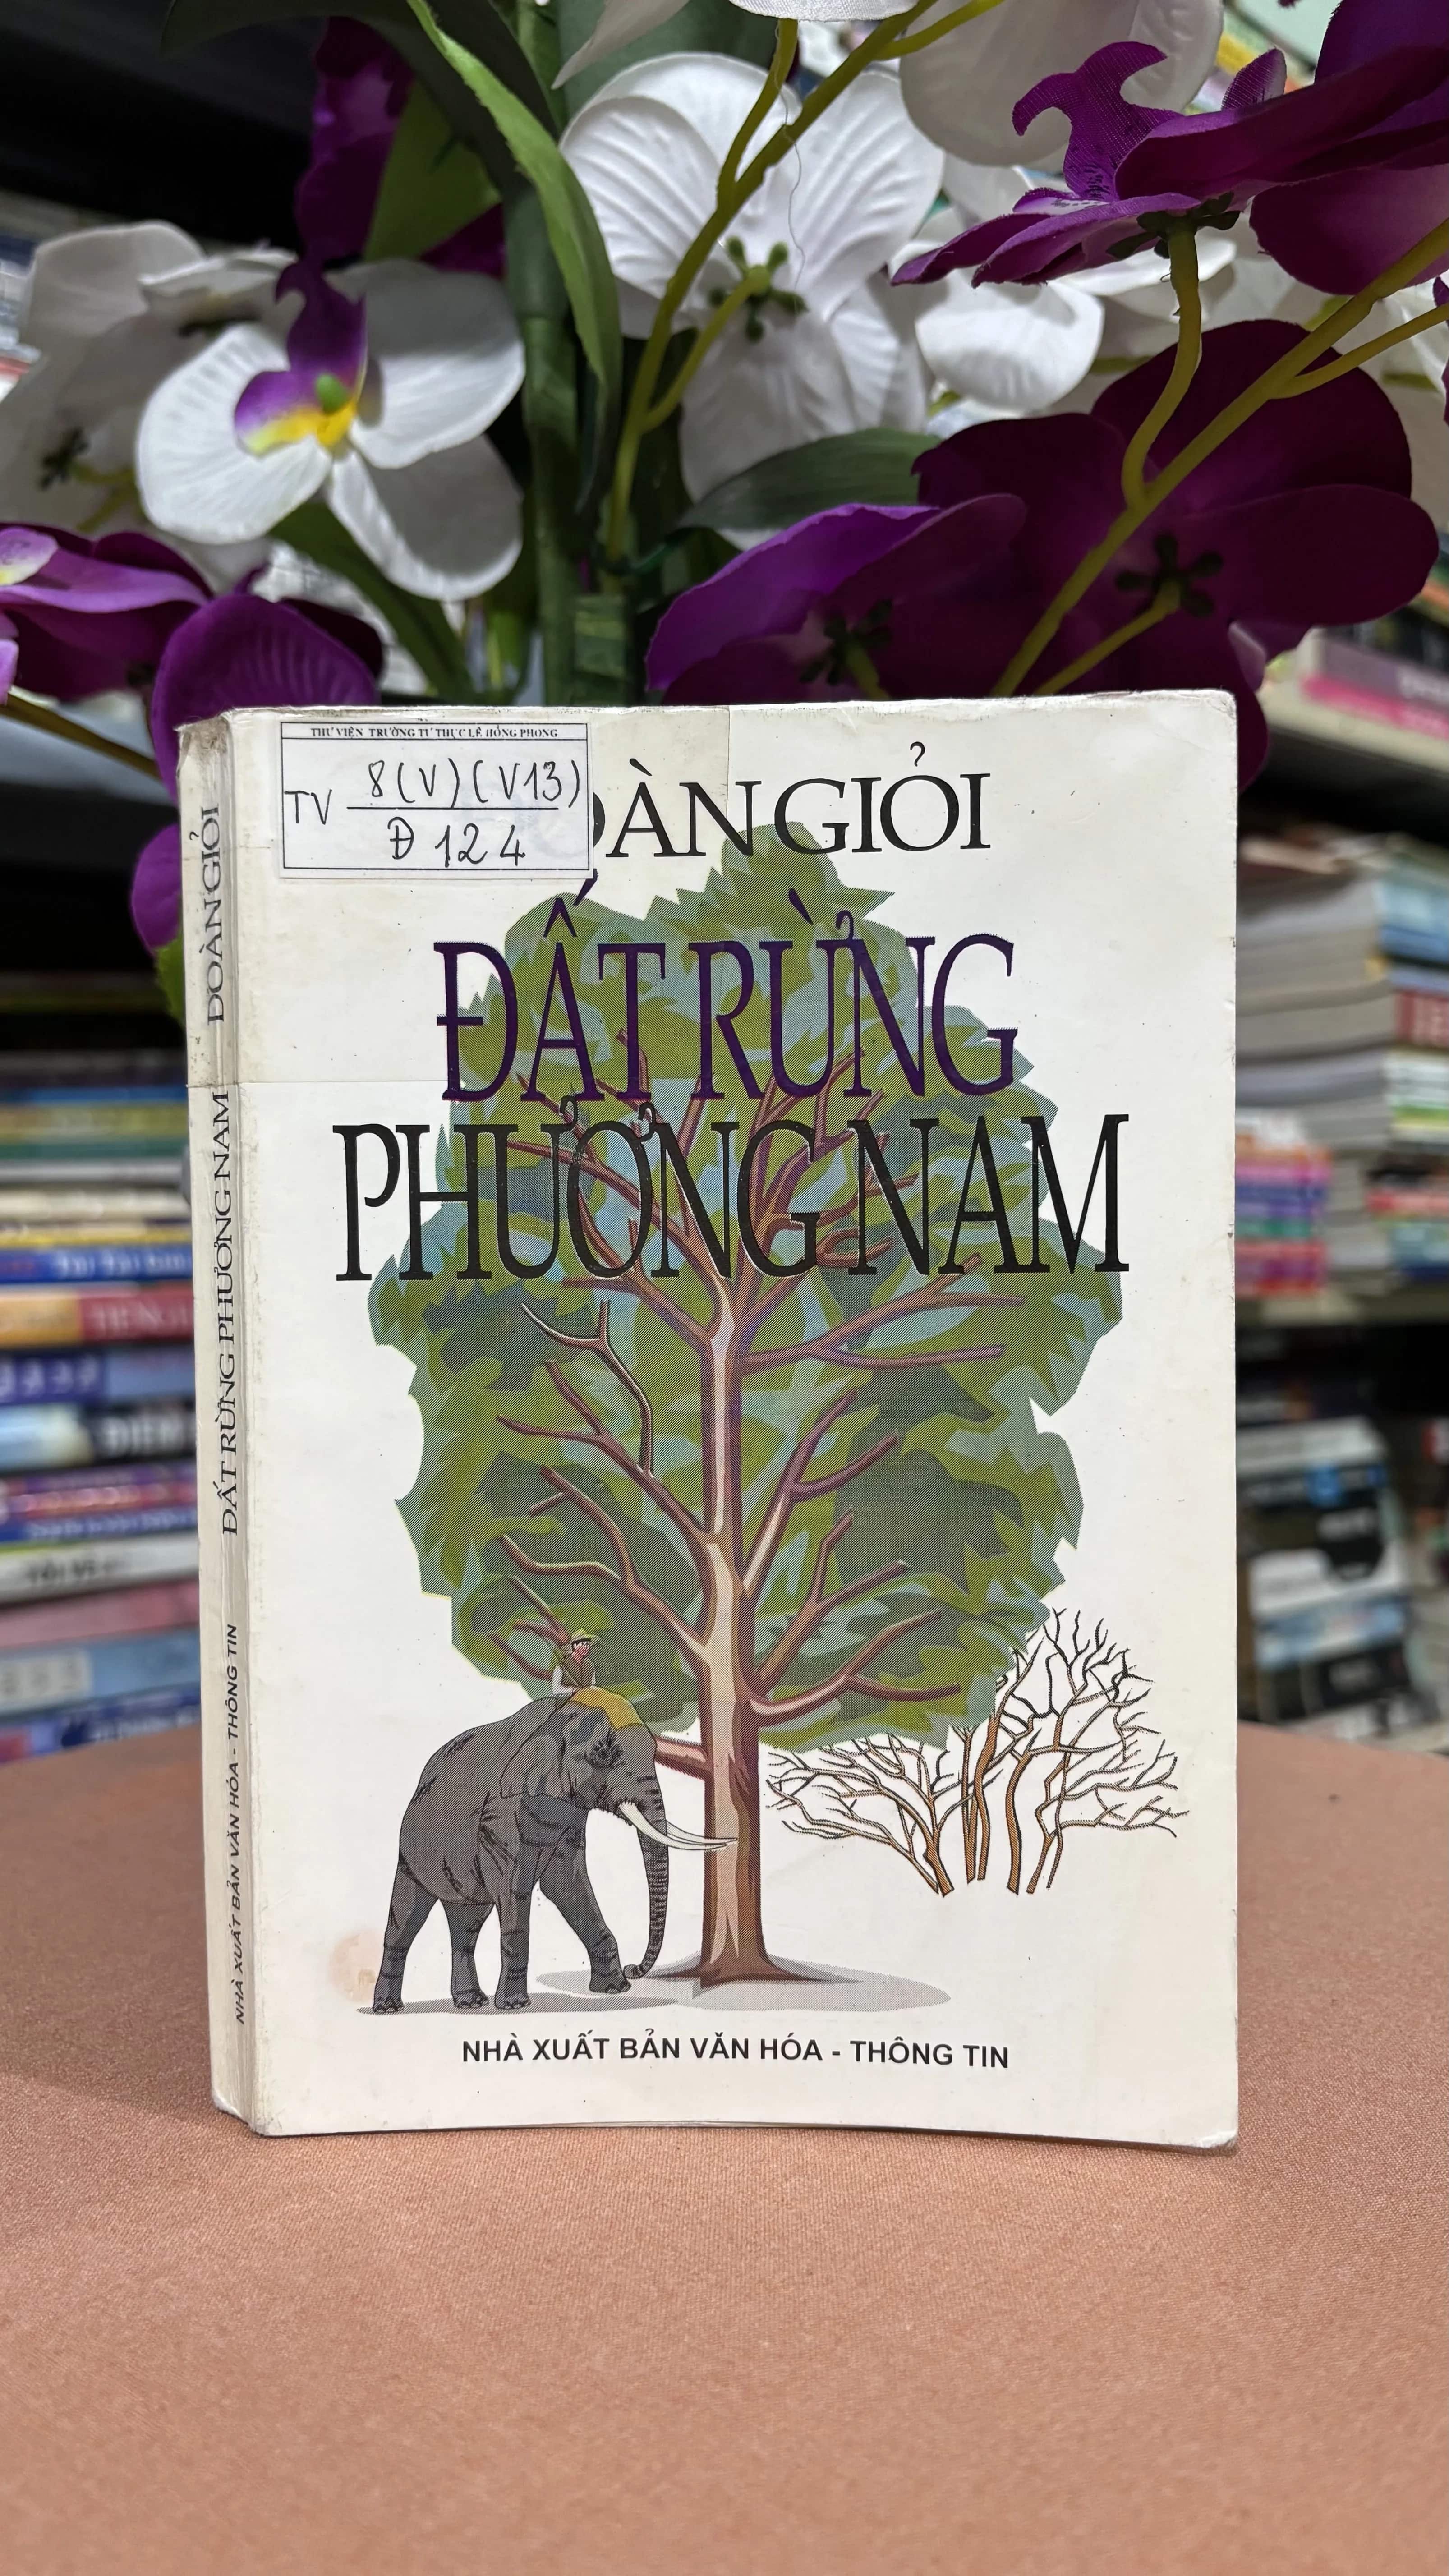 THƯ VIỆN TRƯỜNG TƯ THỤC LÊ HỒNG PHONG
TV 8(V)(V13)
Đ 124
ĐOÀN GIỎI
ĐẤT RỪNG
PHƯƠNG NAM
NHÀ XUẤT BẢN VĂN HÓA - THÔNG TIN
ĐOÀN GIỎI ĐẤT RỪNG PHƯƠNG NAM NHÀ XUẤT BẢN VĂN HÓA - THÔNG TIN